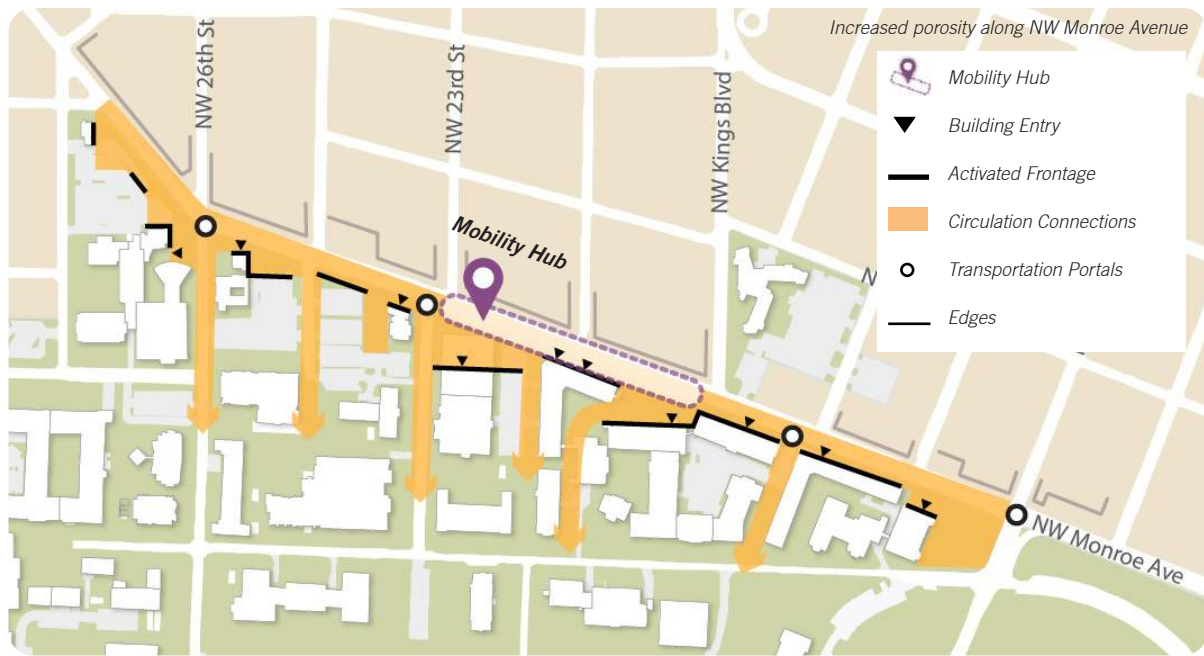 Increased porosity along NW Monroe Avenue
Mobility Hub
Building Entry
Activated Frontage
Circulation Connections
Transportation Portals
Edges
NW 26th St
NW 23rd St
NW Kings Blvd
Mobility Hub
N
NW Monroe Ave